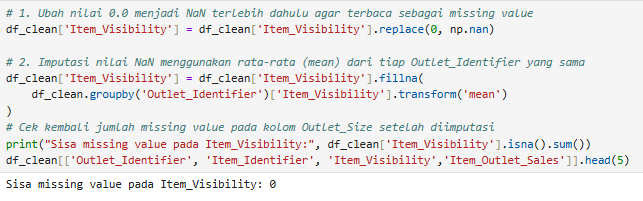 # 1. Ubah nilai 0.0 menjadi NaN terlebih dahulu agar terbaca sebagai missing value
df_clean['Item_Visibility'] = df_clean['Item_Visibility'].replace(0, np.nan)
# 2. Imputasi nilai NaN menggunakan rata-rata (mean) dari tiap Outlet_Identifier yang sama
df_clean['Item_Visibility'] = df_clean['Item_Visibility'].fillna(
df_clean.groupby('Outlet_Identifier')['Item_Visibility'].transform('mean')
)
# Cek kembali jumlah missing value pada kolom Outlet_Size setelah diimputasi
print("Sisa missing value pada Item_Visibility:", df_clean['Item_Visibility'].isna().sum())
df_clean[['Outlet_Identifier', 'Item_Identifier', 'Item_Visibility','Item_Outlet_Sales']].head(5)
Sisa missing value pada Item_Visibility: 0